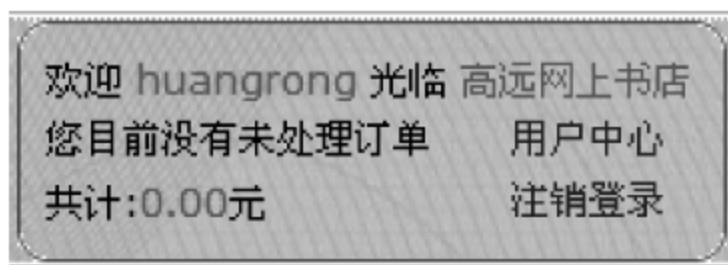 欢迎 huangrong 光临 高远网上书店
您目前没有未处理订单 用户中心
共计:0.00元 注销登录